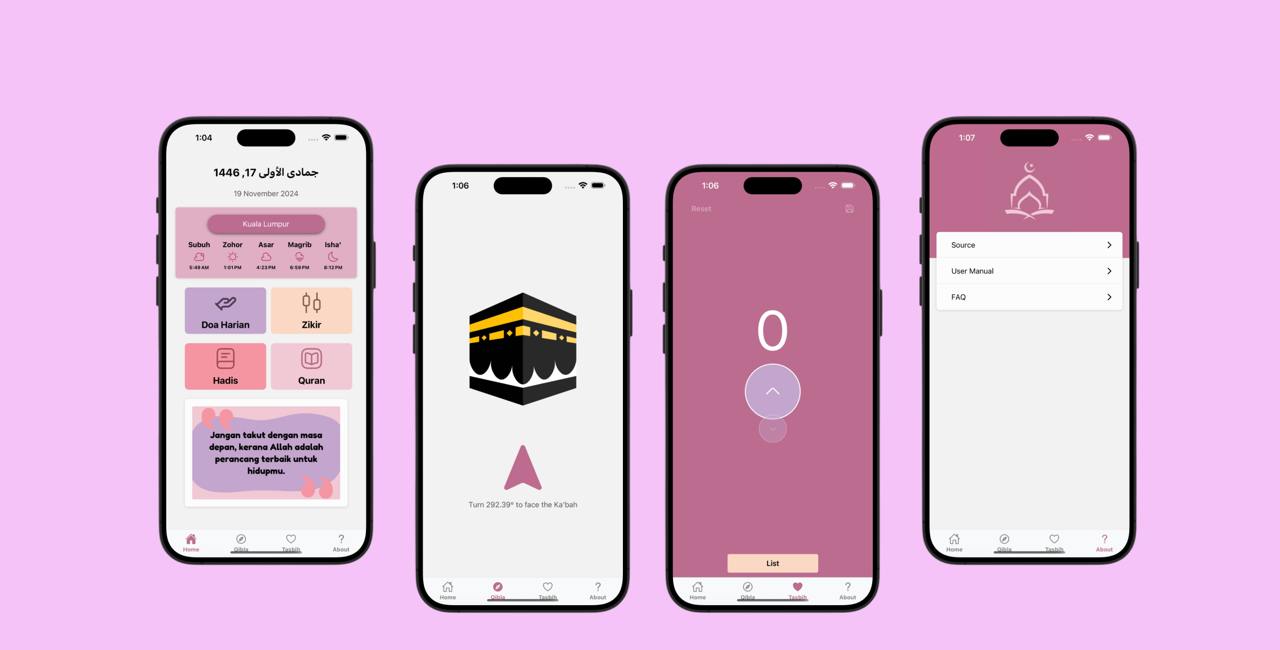 1:04
جمادى الأولى 17, 1446
19 November 2024
Kuala Lumpur
Subuh Zohor Asar Magrib Isha'
5:49 AM 1:01 PM 4:23 PM 6:59 PM 8:12 PM
Doa Harian Zikir
Hadis Quran
Jangan takut dengan masa
depan, kerana Allah adalah
perancang terbaik untuk
hidupmu.
Home Qibla Tasbih About
1:06
Turn 292.39° to face the Ka'bah
Home Qibla Tasbih About
1:06
Reset
0
List
Home Qibla Tasbih About
1:07
Source
User Manual
FAQ
Home Qibla Tasbih About